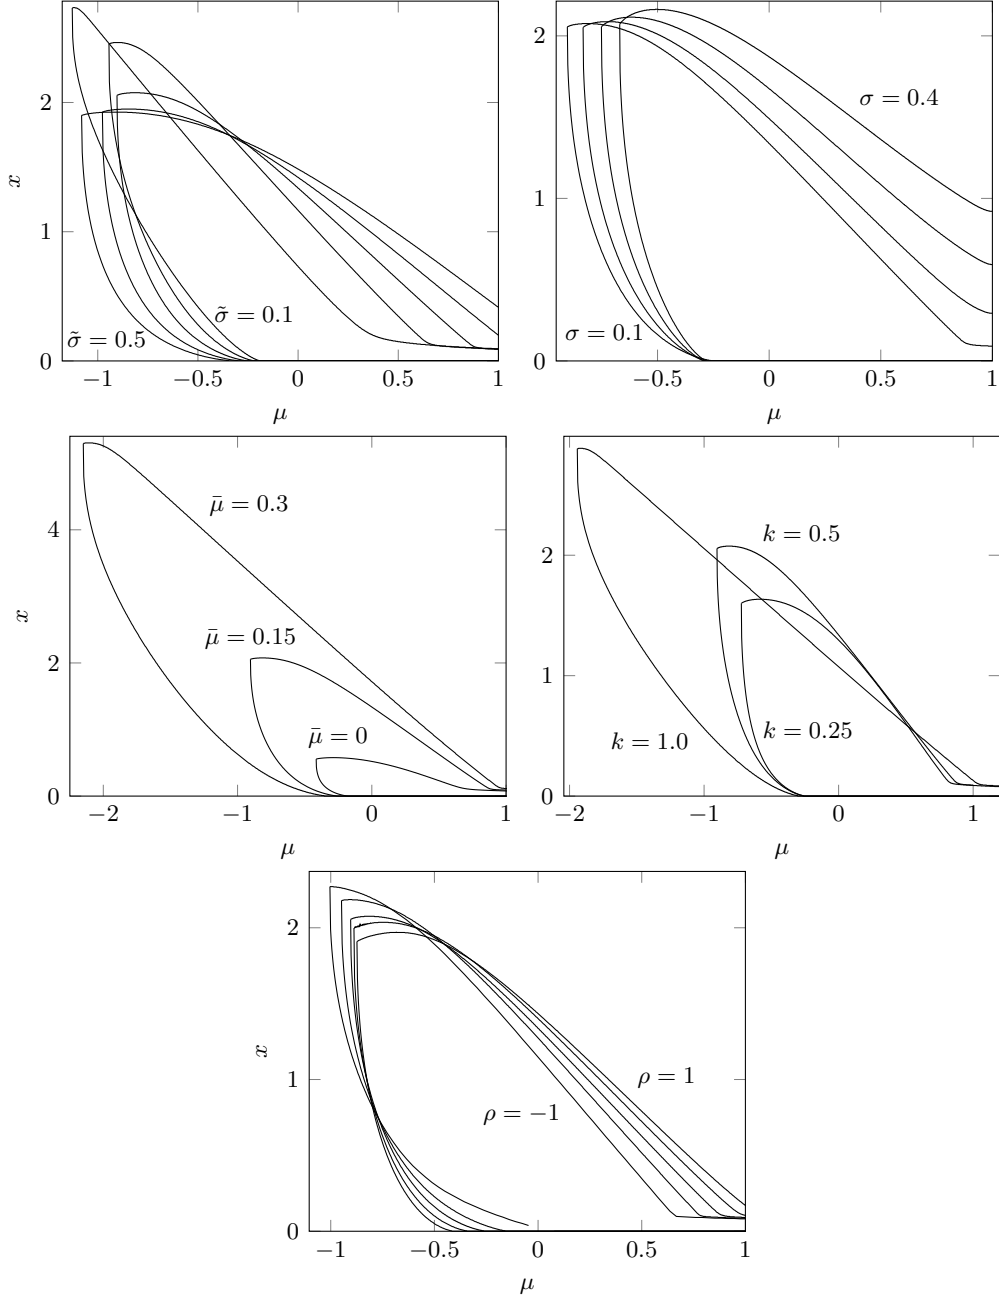 2
1
0
x
σ̃ = 0.1
σ̃ = 0.5
−1 −0.5 0 0.5 1
μ
2
1
0
σ = 0.4
σ = 0.1
−0.5 0 0.5 1
μ
4
2
0
x
μ̄ = 0.3
μ̄ = 0.15
μ̄ = 0
−2 −1 0 1
μ
2
1
0
k = 0.5
k = 0.25
k = 1.0
−2 −1 0 1
μ
2
1
0
x
ρ = 1
ρ = −1
−1 −0.5 0 0.5 1
μ